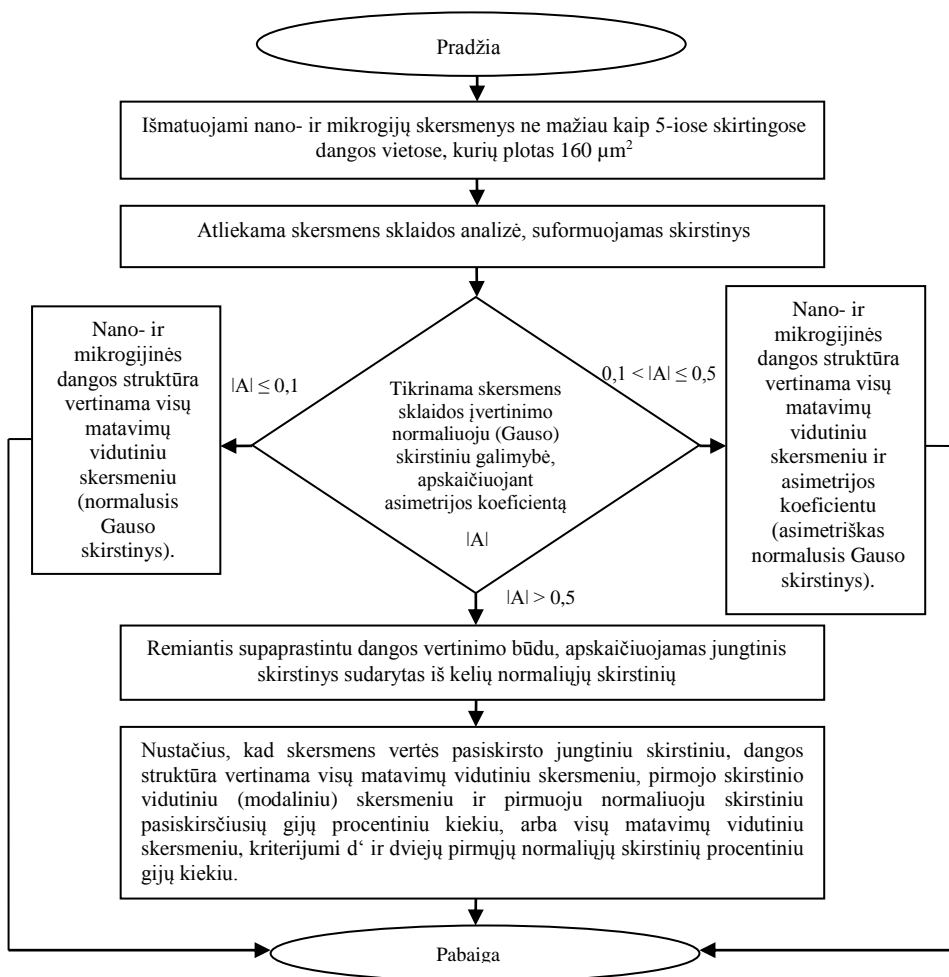 Pradžia
Išmatuojami nano- ir mikrogijų skersmenys ne mažiau kaip 5-iose skirtingose
dangos vietose, kurių plotas 160 µm²
Atliekama skersmens sklaidos analizė, suformuojamas skirstinys
Nano- ir
mikrogijinės
dangos struktūra
vertinama visų
matavimų
vidutiniu
skersmeniu
(normalusis
Gauso
skirstinys).
|A| ≤ 0,1
Tikrinama skersmens
sklaidos įvertinimo
normaliuoju (Gauso)
skirstiniu galimybė,
apskaičiuojant
asimetrijos koeficientą
|A|
0,1 < |A| ≤ 0,5
Nano- ir
mikrogijinės
dangos struktūra
vertinama visų
matavimų
vidutiniu
skersmeniu ir
asimetrijos
koeficientu
(asimetriškas
normalusis Gauso
skirstinys).
|A| > 0,5
Remiantis supaprastintu dangos vertinimo būdu, apskaičiuojamas jungtinis
skirstinys sudarytas iš kelių normaliųjų skirstinių
Nustačius, kad skersmens vertės pasiskirsto jungtiniu skirstiniu, dangos
struktūra vertinama visų matavimų vidutiniu skersmeniu, pirmojo skirstinio
vidutiniu (modaliniu) skersmeniu ir pirmuoju normaliuoju skirstiniu
pasiskirsčiusių gijų procentiniu kiekiu, arba visų matavimų vidutiniu
skersmeniu, kriterijumi d‘ ir dviejų pirmųjų normaliųjų skirstinių procentiniu
gijų kiekiu.
Pabaiga